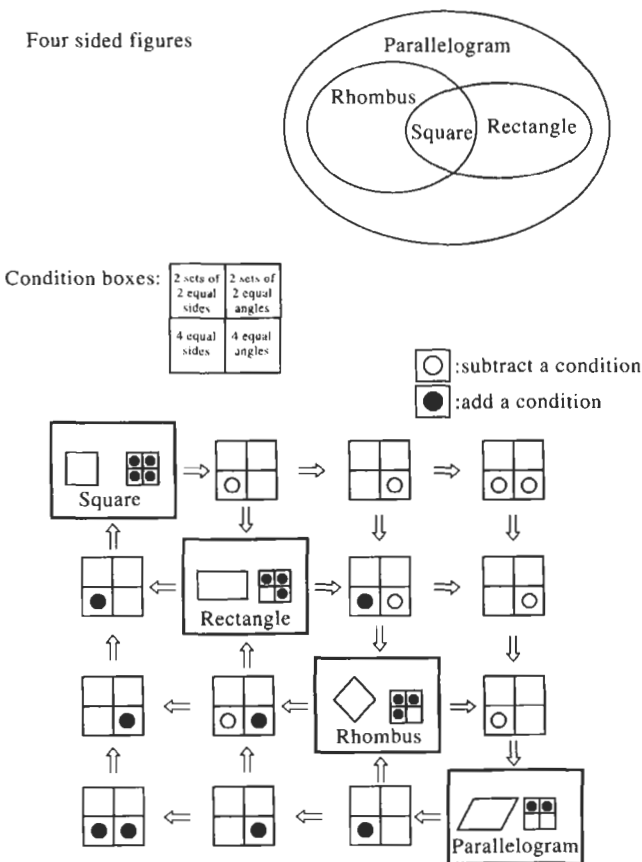 Four sided figures
Parallelogram
Rhombus
Square
Rectangle
Condition boxes:
2 sets of
2 equal
sides
2 sets of
2 equal
angles
4 equal
sides
4 equal
angles
:subtract a condition
:add a condition
Square
Rectangle
Rhombus
Parallelogram